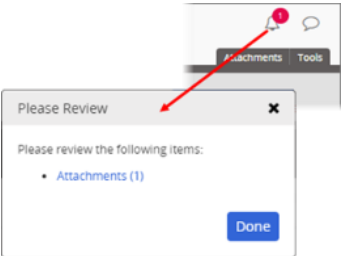 1
Attachments Tools
Please Review
Please review the following items:
Attachments (1)
Done